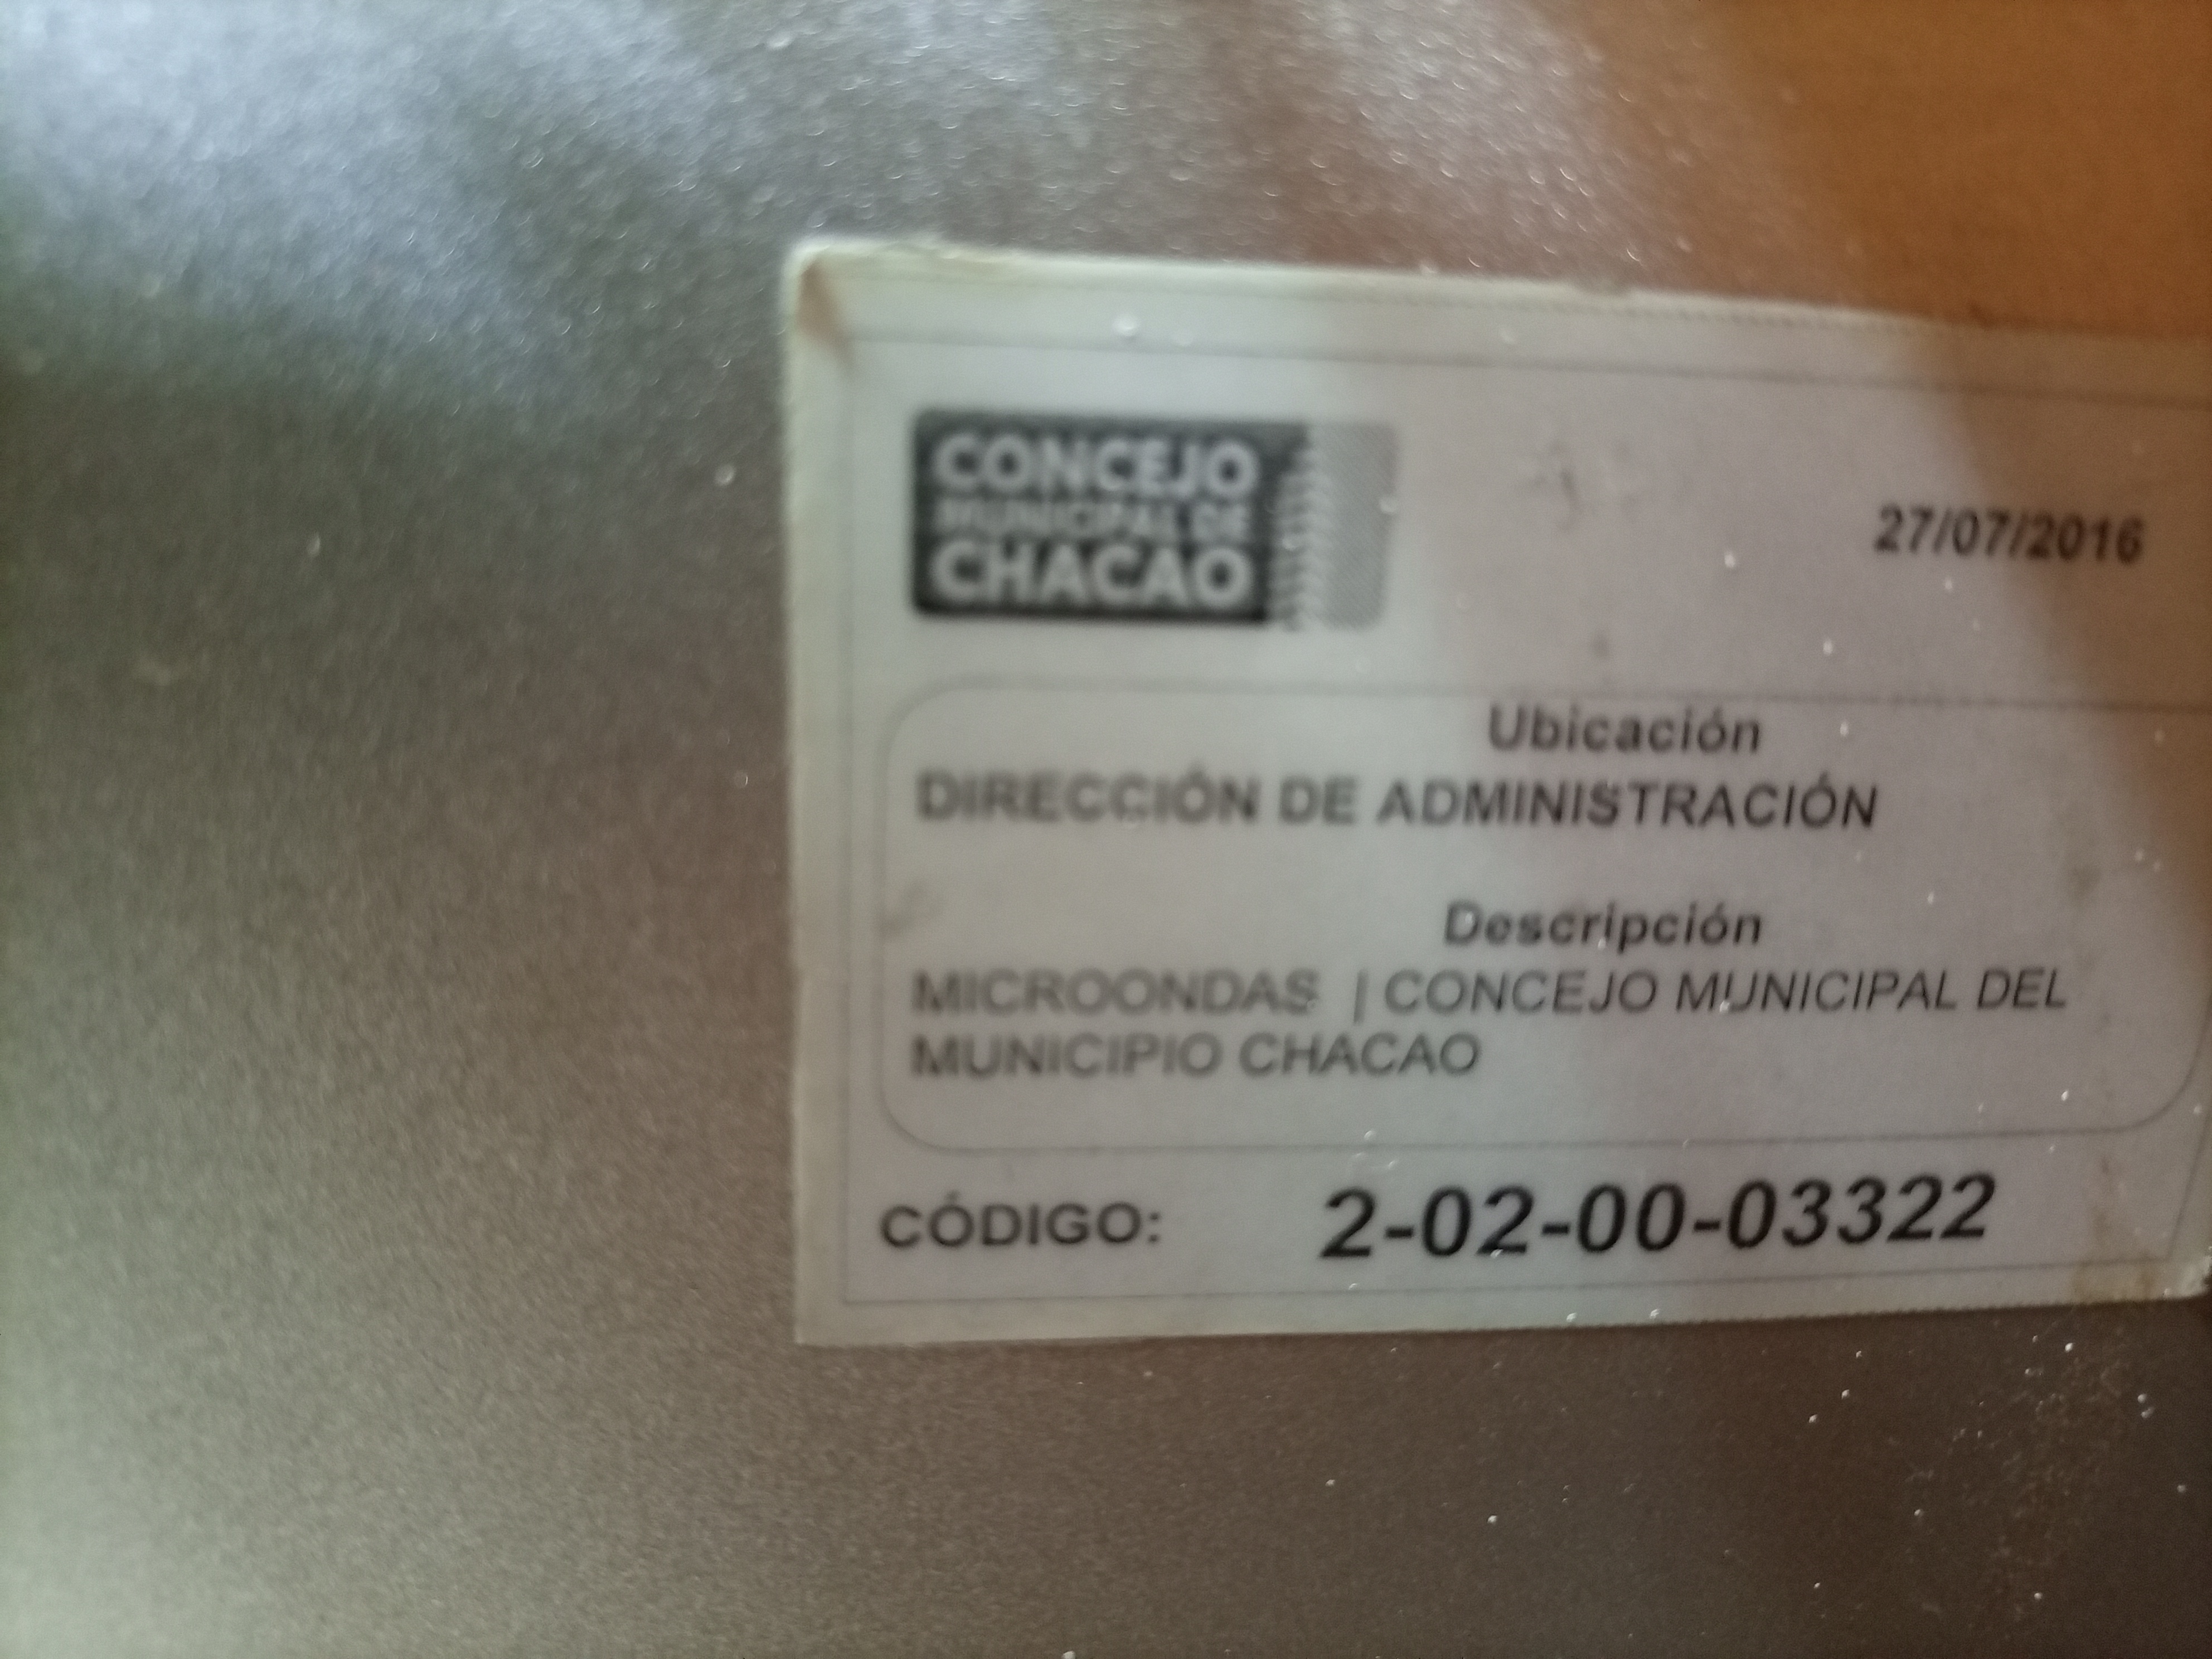 CONCEJO
MUNICIPAL DE
CHACAO
27/07/2016
Ubicación
DIRECCIÓN DE ADMINISTRACIÓN
Descripción
MICROONDAS | CONCEJO MUNICIPAL DEL
MUNICIPIO CHACAO
CÓDIGO: 2-02-00-03322